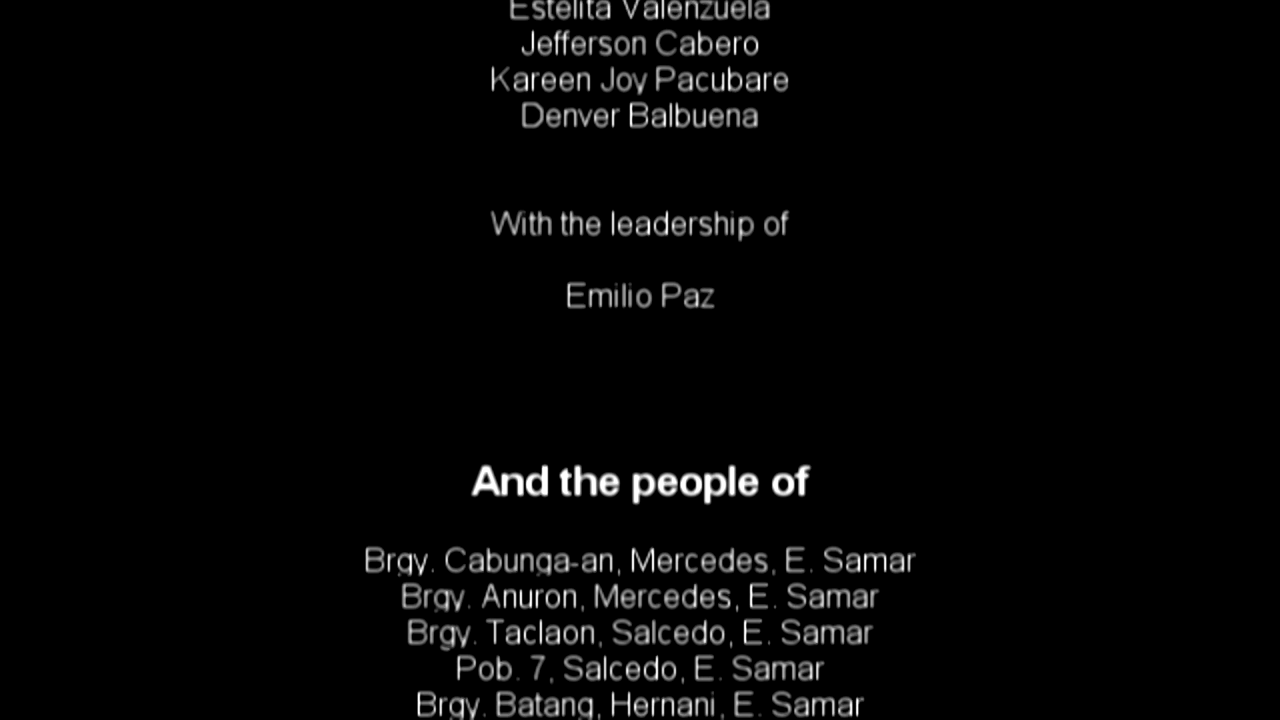 Estelita Valenzuela
Jefferson Cabero
Kareen Joy Pacubare
Denver Balbuena
With the leadership of
Emilio Paz
And the people of
Brgy. Cabunga-an, Mercedes, E. Samar
Brgy. Anuron, Mercedes, E. Samar
Brgy. Taclaon, Salcedo, E. Samar
Pob. 7, Salcedo, E. Samar
Brgy. Batang, Hernani, E. Samar